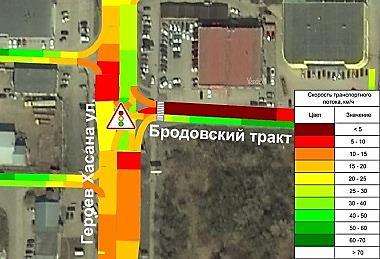 Героев Хасана ул.
Бродовский тракт
Скорость транспортного
потока, км/ч
Цвет Значение
< 5
5 - 10
10 - 15
15 - 20
20 - 25
25 - 30
30 - 40
40 - 50
50 - 60
60 -70
> 70